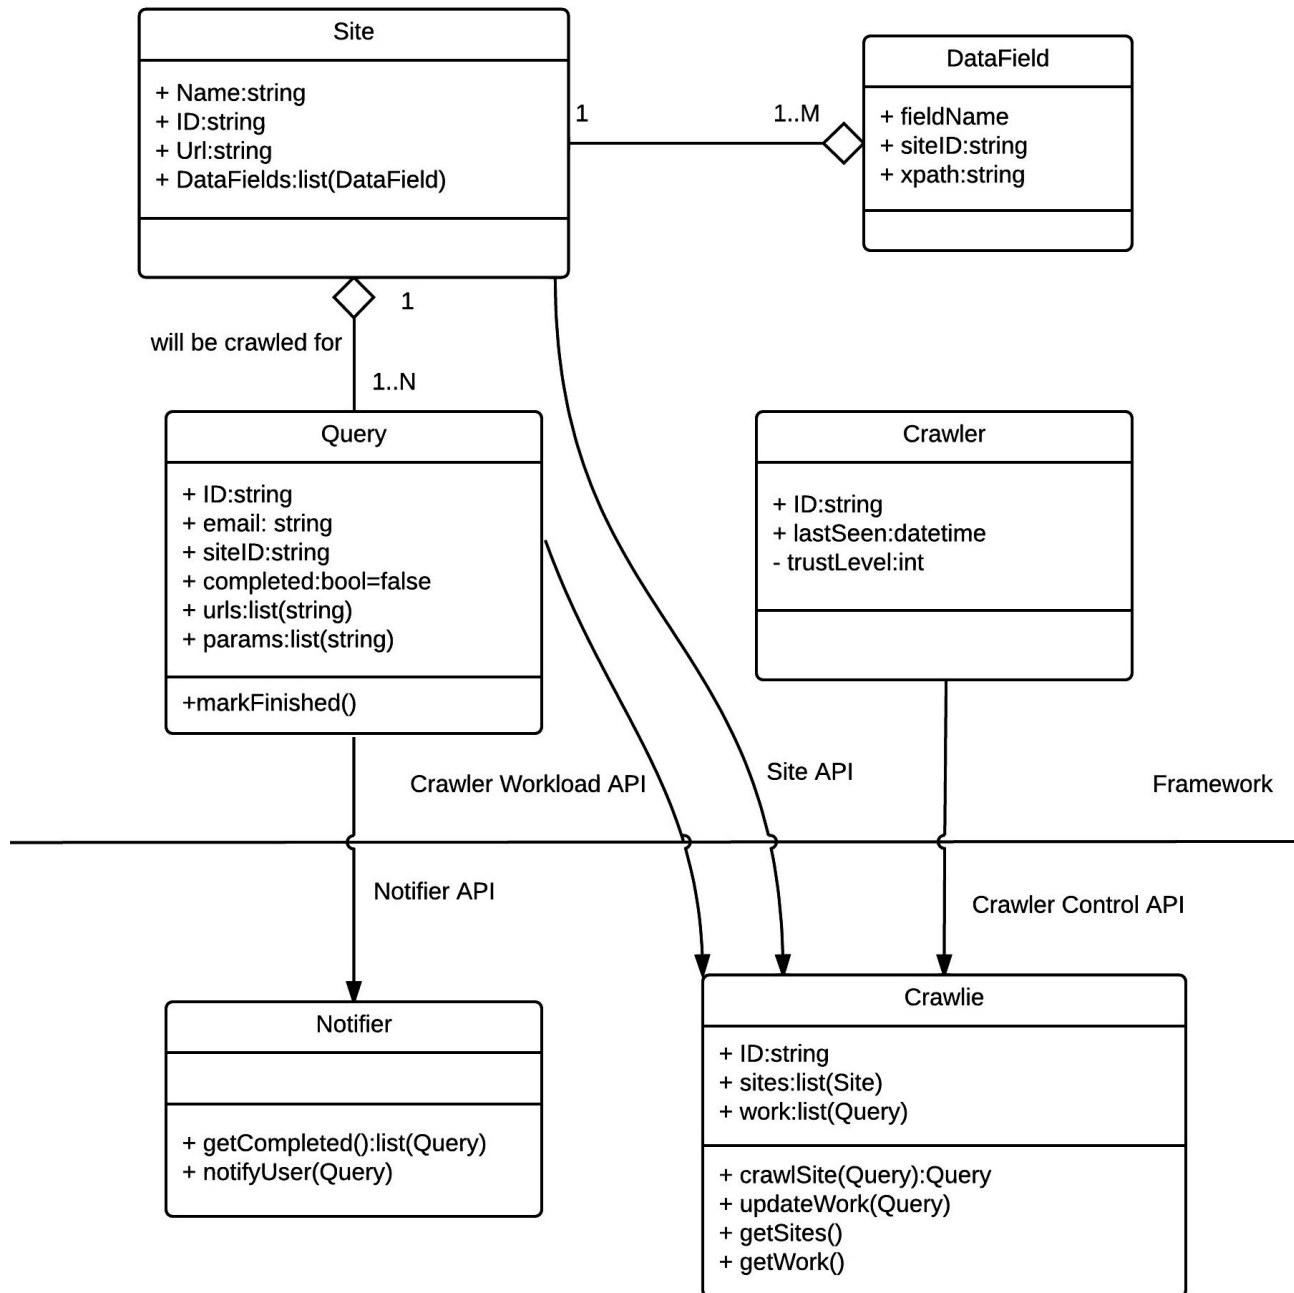 Site
+ Name:string
+ ID:string
+ Url:string
+ DataFields:list(DataField)
1
1..M
DataField
+ fieldName
+ siteID:string
+ xpath:string
1
will be crawled for
1..N
Query
+ ID:string
+ email: string
+ siteID:string
+ completed:bool=false
+ urls:list(string)
+ params:list(string)
+markFinished()
Crawler
+ ID:string
+ lastSeen:datetime
- trustLevel:int
Crawler Workload API
Site API
Framework
Notifier API
Crawler Control API
Notifier
+ getCompleted():list(Query)
+ notifyUser(Query)
Crawlie
+ ID:string
+ sites:list(Site)
+ work:list(Query)
+ crawlSite(Query):Query
+ updateWork(Query)
+ getSites()
+ getWork()